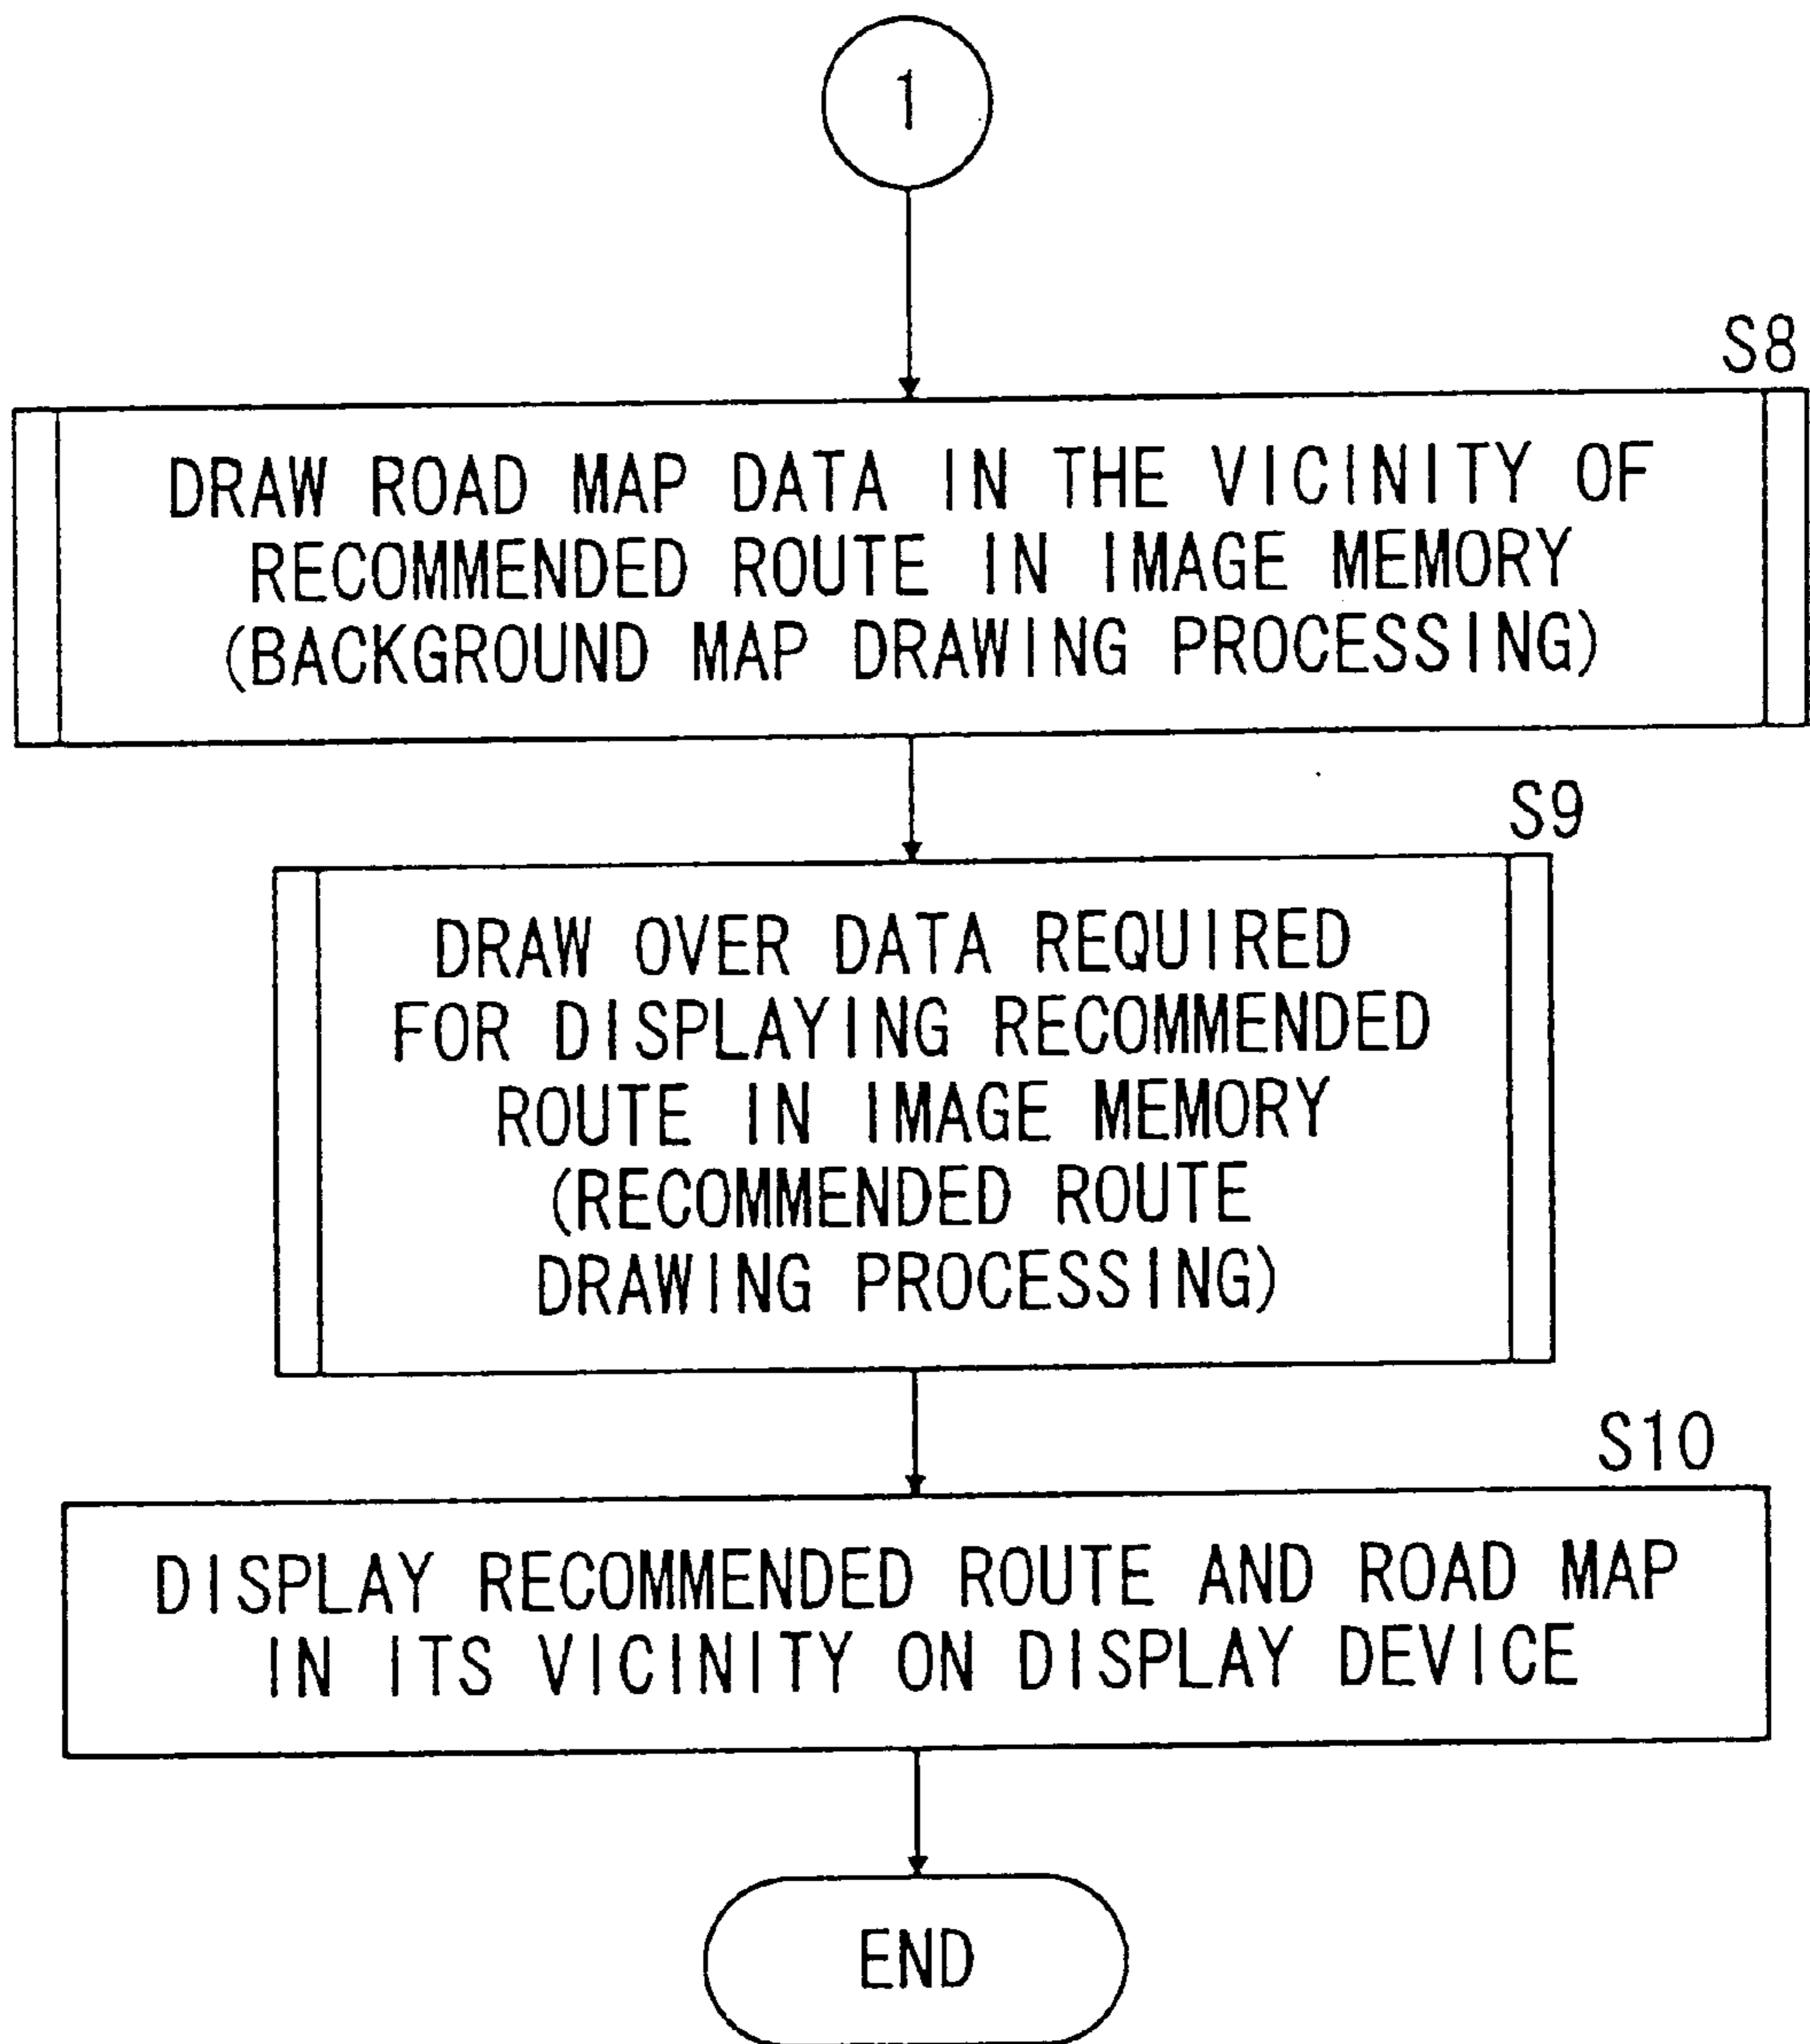 1
S8
DRAW ROAD MAP DATA IN THE VICINITY OF
RECOMMENDED ROUTE IN IMAGE MEMORY
(BACKGROUND MAP DRAWING PROCESSING)
S9
DRAW OVER DATA REQUIRED
FOR DISPLAYING RECOMMENDED
ROUTE IN IMAGE MEMORY
(RECOMMENDED ROUTE
DRAWING PROCESSING)
S10
DISPLAY RECOMMENDED ROUTE AND ROAD MAP
IN ITS VICINITY ON DISPLAY DEVICE
END